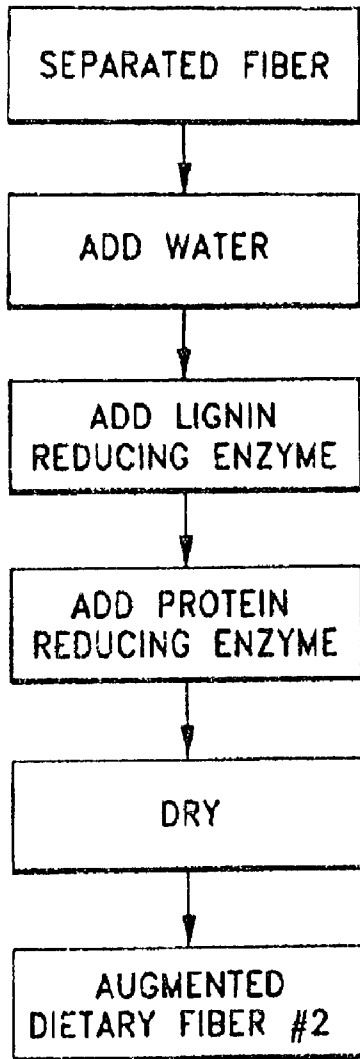 SEPARATED FIBER
ADD WATER
ADD LIGNIN
REDUCING ENZYME
ADD PROTEIN
REDUCING ENZYME
DRY
AUGMENTED
DIETARY FIBER #2